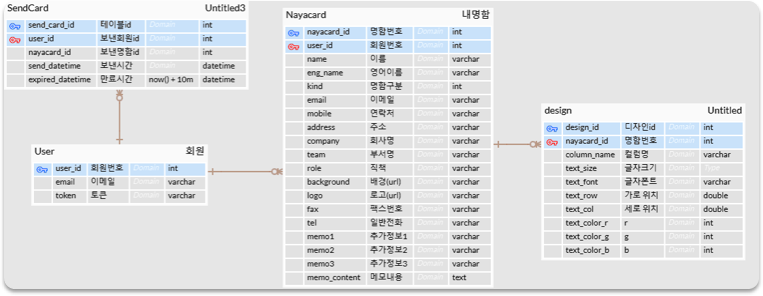 SendCard Untitled3
send_card_id 테이블id Domain int
user_id 보낸회원id Domain int
nayacard_id 보낸명함id Domain int
send_datetime 보낸시간 Domain datetime
expired_datetime 만료시간 now() + 10m datetime
User 회원
user_id 회원번호 Domain int
email 이메일 Domain varchar
token 토큰 Domain varchar
Nayacard 내명함
nayacard_id 명함번호 Domain int
user_id 회원번호 Domain int
name 이름 Domain varchar
eng_name 영어이름 Domain varchar
kind 명함구분 Domain int
email 이메일 Domain varchar
mobile 연락처 Domain varchar
address 주소 Domain varchar
company 회사명 Domain varchar
team 부서명 Domain varchar
role 직책 Domain varchar
background 배경(url) Domain varchar
logo 로고(url) Domain varchar
fax 팩스번호 Domain varchar
tel 일반전화 Domain varchar
memo1 추가정보1 Domain varchar
memo2 추가정보2 Domain varchar
memo3 추가정보3 Domain varchar
memo_content 메모내용 Domain text
design Untitled
design_id 디자인id Domain int
nayacard_id 명함번호 Domain int
column_name 컬럼명 Domain varchar
text_size 글자크기 Domain Type
text_font 글자폰트 Domain varchar
text_row 가로 위치 Domain double
text_col 세로 위치 Domain double
text_color_r r Domain int
text_color_g g Domain int
text_color_b b Domain int